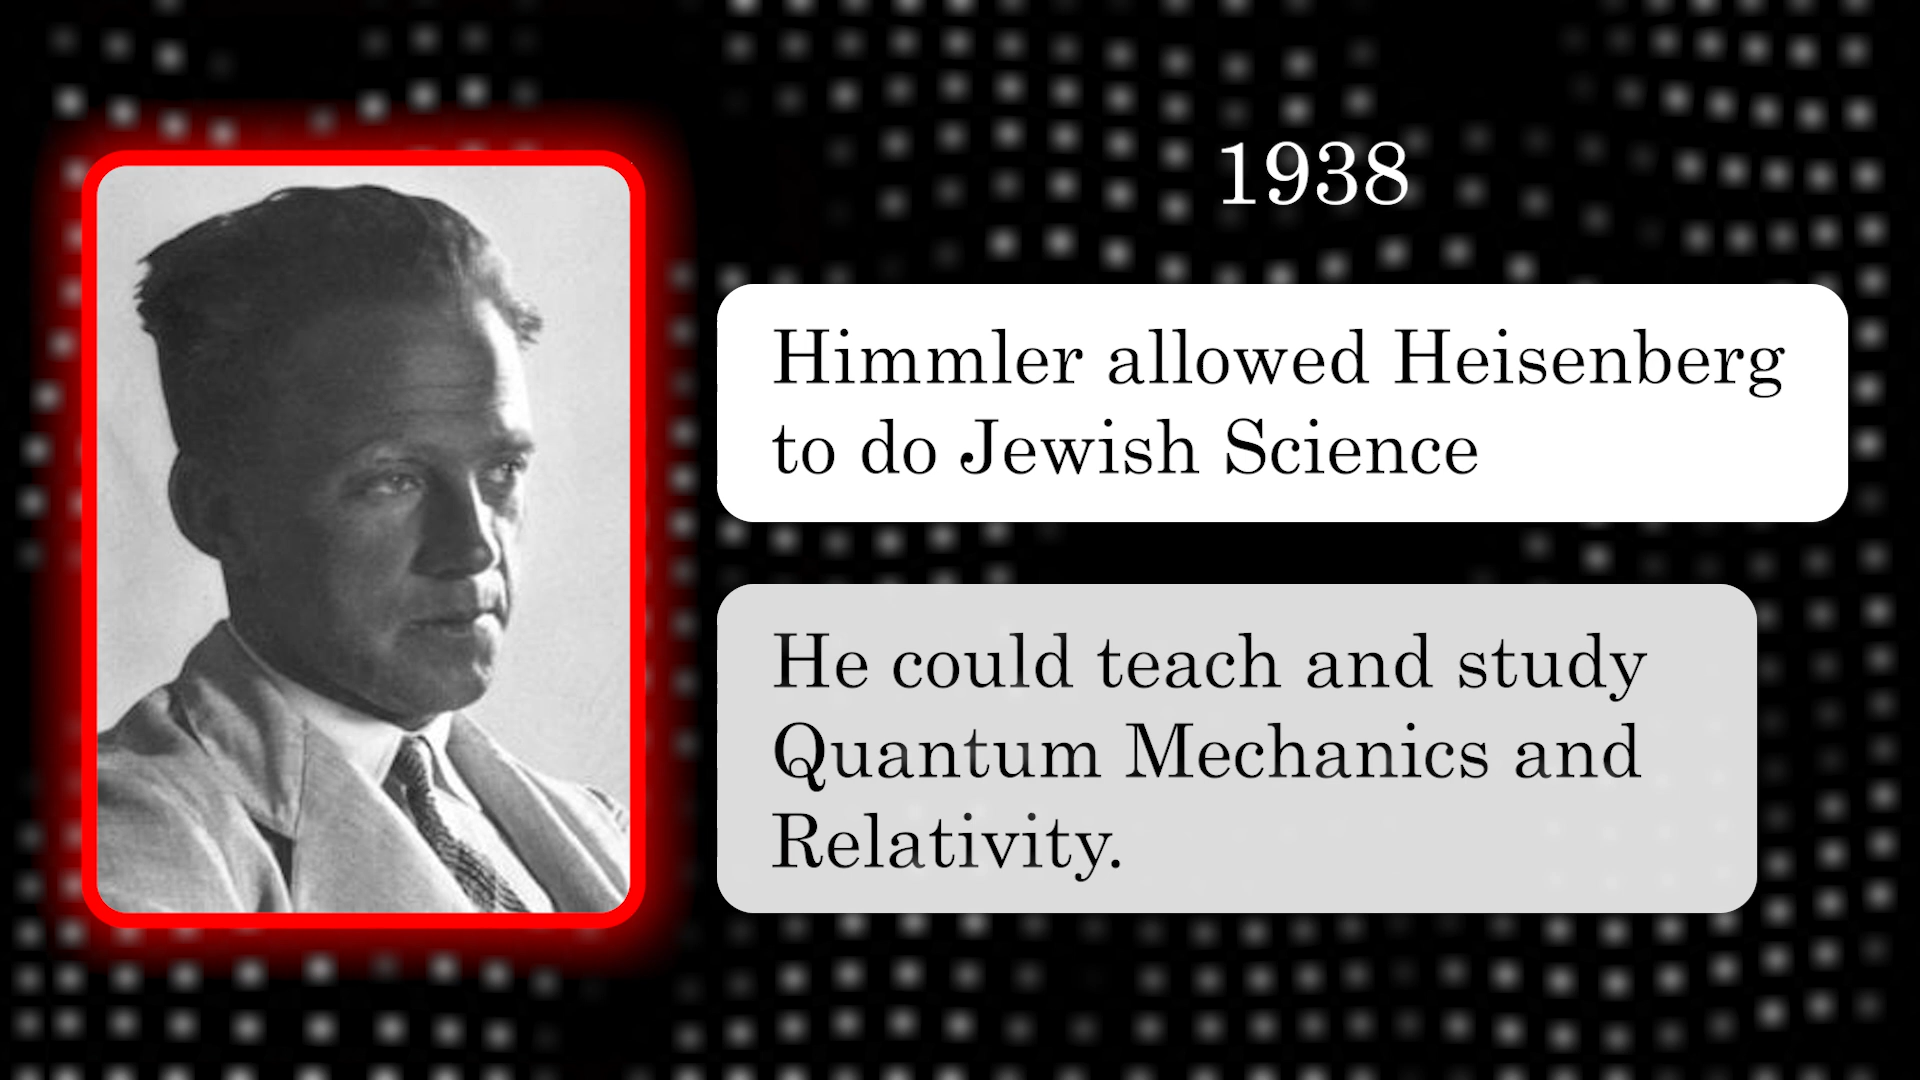 1938
Himmler allowed Heisenberg
to do Jewish Science
He could teach and study
Quantum Mechanics and
Relativity.